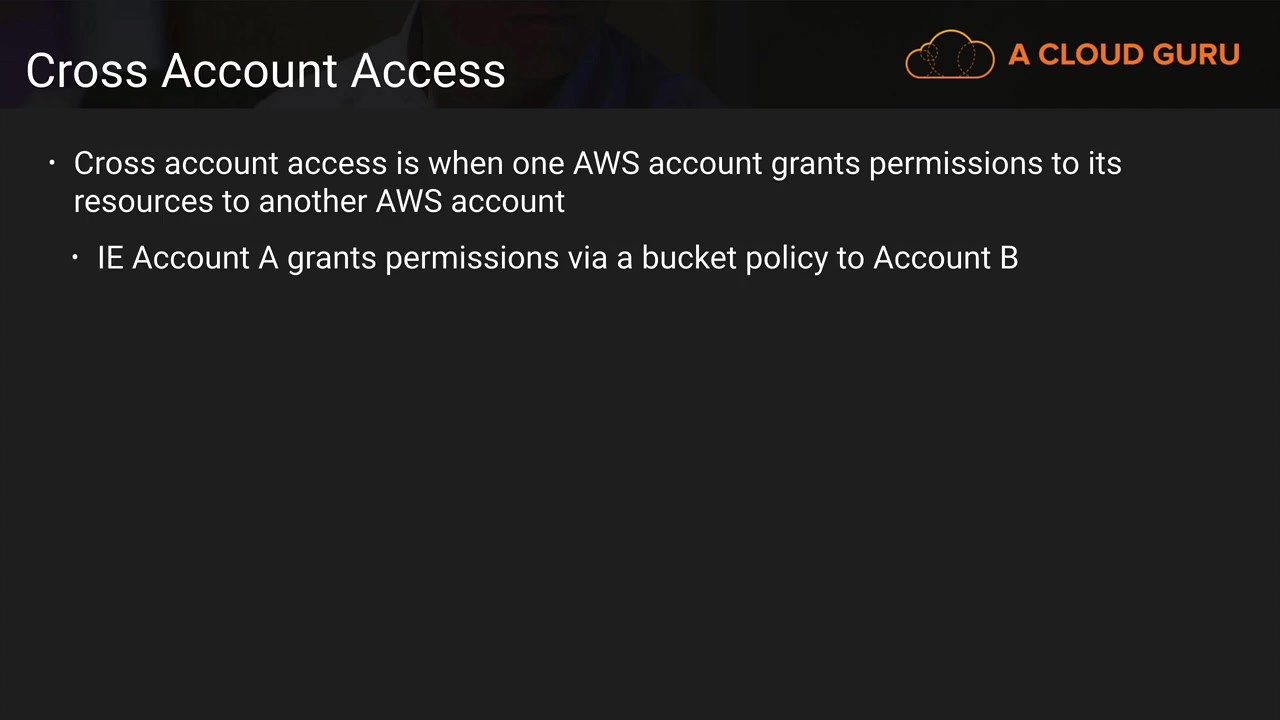 Cross Account Access
A CLOUD GURU
• Cross account access is when one AWS account grants permissions to its
resources to another AWS account
• IE Account A grants permissions via a bucket policy to Account B